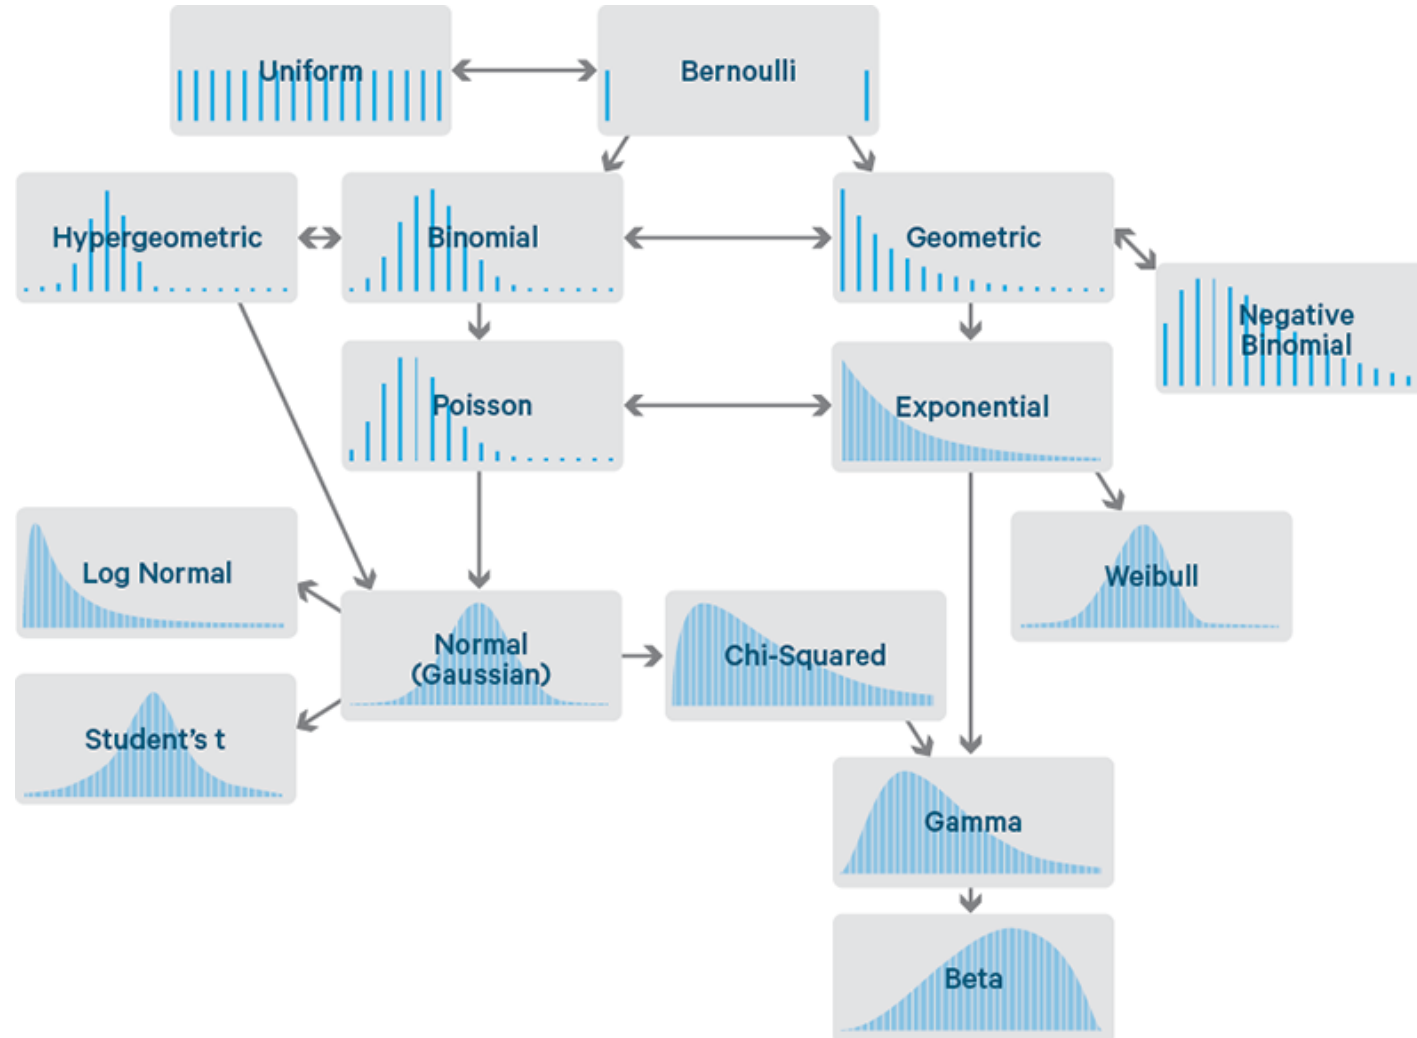 Uniform
Bernoulli
Hypergeometric
Binomial
Geometric
Negative
Binomial
Poisson
Exponential
Log Normal
Weibull
Normal
(Gaussian)
Chi-Squared
Student’s t
Gamma
Beta